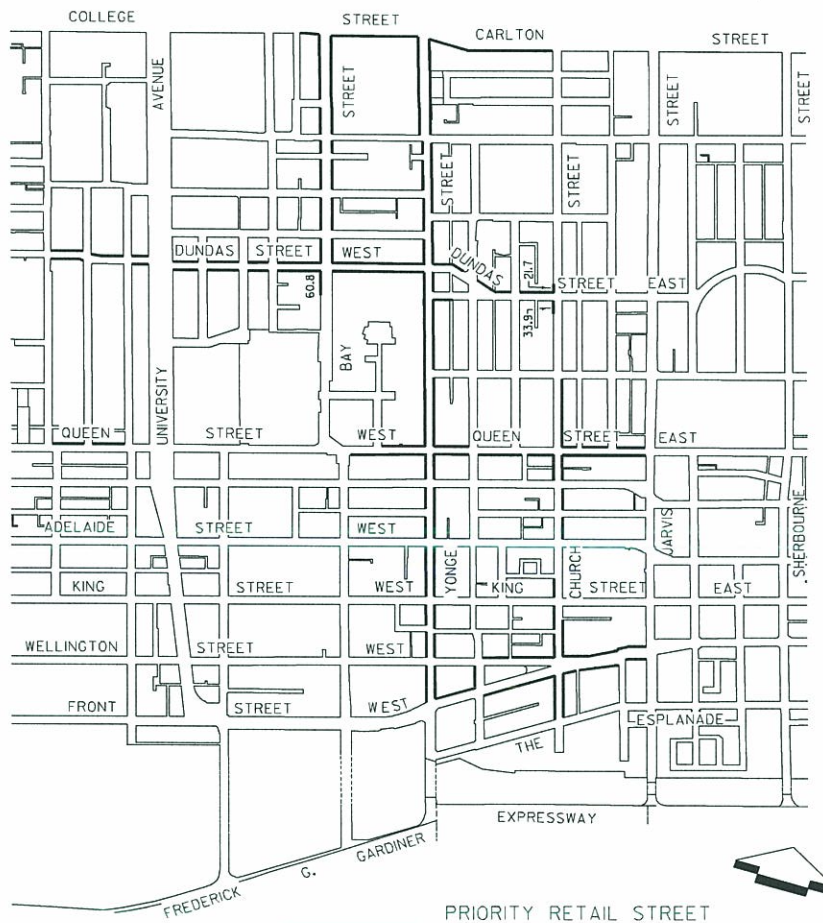 COLLEGE STREET CARLTON STREET
AVENUE
STREET
STREET
STREET
STREET
STREET
DUNDAS STREET WEST DUNDAS STREET EAST
60.8
21.7
33.9
BAY
UNIVERSITY
QUEEN STREET WEST QUEEN STREET EAST
ADELAIDE STREET WEST
YONGE
CHURCH
JARVIS
SHERBOURNE
KING STREET WEST KING STREET EAST
WELLINGTON STREET WEST
FRONT STREET WEST
THE ESPLANADE
FREDERICK G. GARDINER EXPRESSWAY
PRIORITY RETAIL STREET